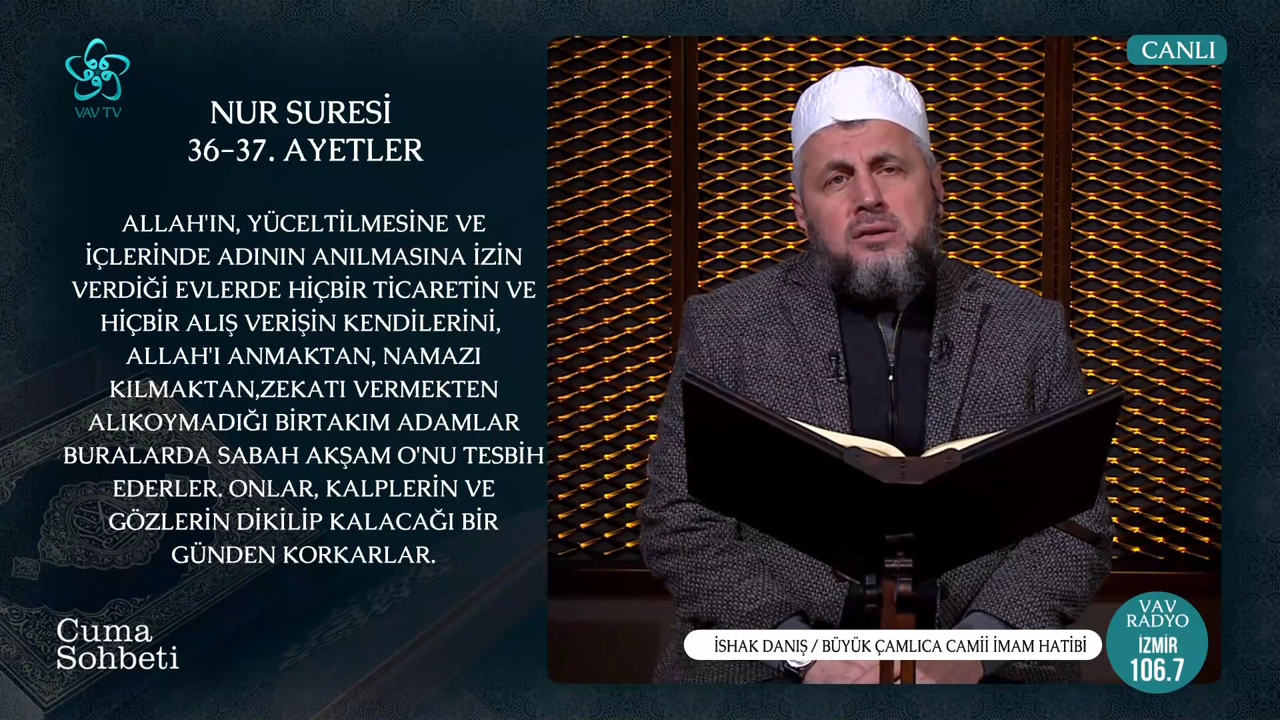 VAV TV
NUR SURESİ
36-37. AYETLER
ALLAH'IN, YÜCELTİLMESİNE VE
İÇLERİNDE ADININ ANILMASINA İZİN
VERDİĞİ EVLERDE HİÇBİR TİCARETİN VE
HİÇBİR ALIŞ VERİŞİN KENDİLERİNİ,
ALLAH'I ANMAKTAN, NAMAZI
KILMAKTAN,ZEKATI VERMEKTEN
ALIKOYMADIĞI BİRTAKIM ADAMLAR
BURALARDA SABAH AKŞAM O'NU TESBİH
EDERLER. ONLAR, KALPLERİN VE
GÖZLERİN DİKİLİP KALACAĞI BİR
GÜNDEN KORKARLAR.
Cuma
Sohbeti
CANLI
İSHAK DANIŞ / BÜYÜK ÇAMLICA CAMİİ İMAM HATİBİ
VAV
RADYO
İZMİR
106.7